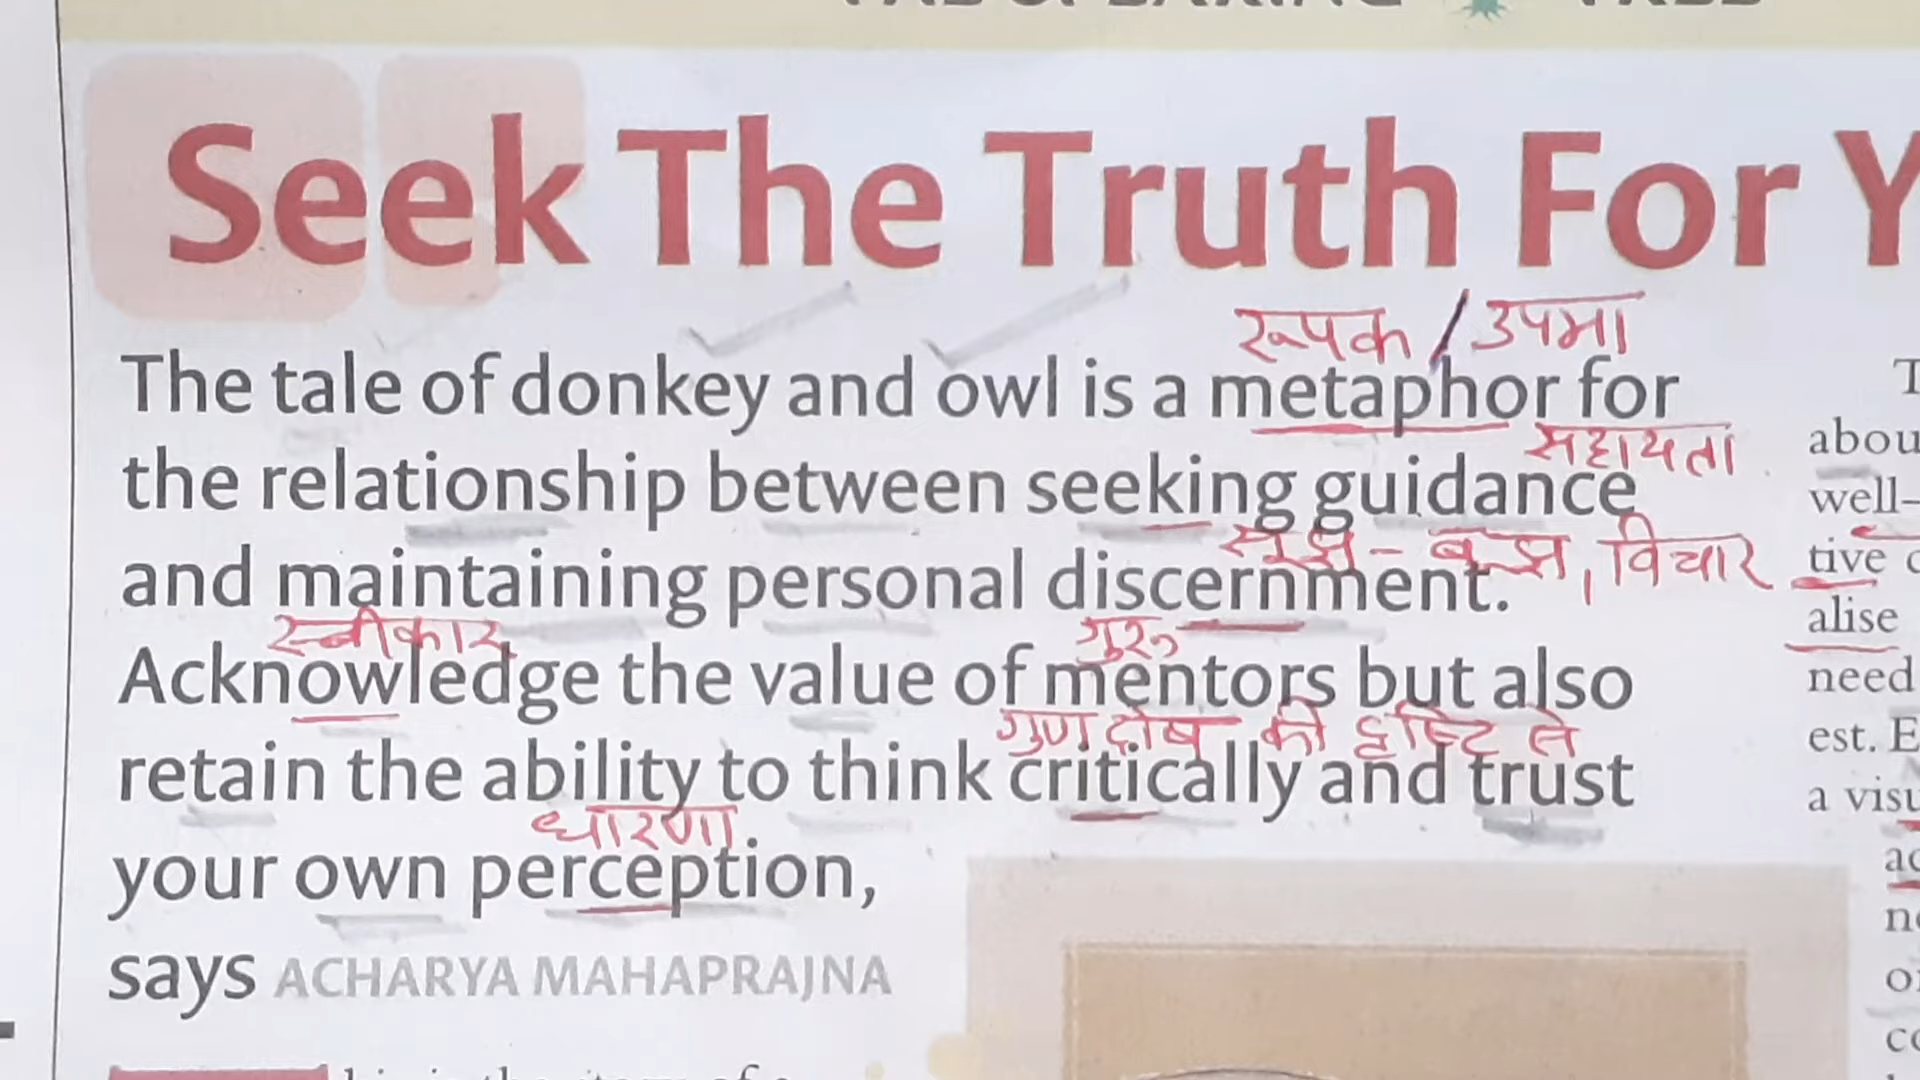 Seek The Truth For Y
रूपक / उपमा
The tale of donkey and owl is a metaphor for
सहायता
the relationship between seeking guidance
सूझ - बूझ, विचार
and maintaining personal discernment.
स्वीकार गुरु
Acknowledge the value of mentors but also
गुणदोष की दृष्टि से
retain the ability to think critically and trust
धारणा
your own perception,
says ACHARYA MAHAPRAJNA
abou
well-
tive
alise
need
est. E
a visu